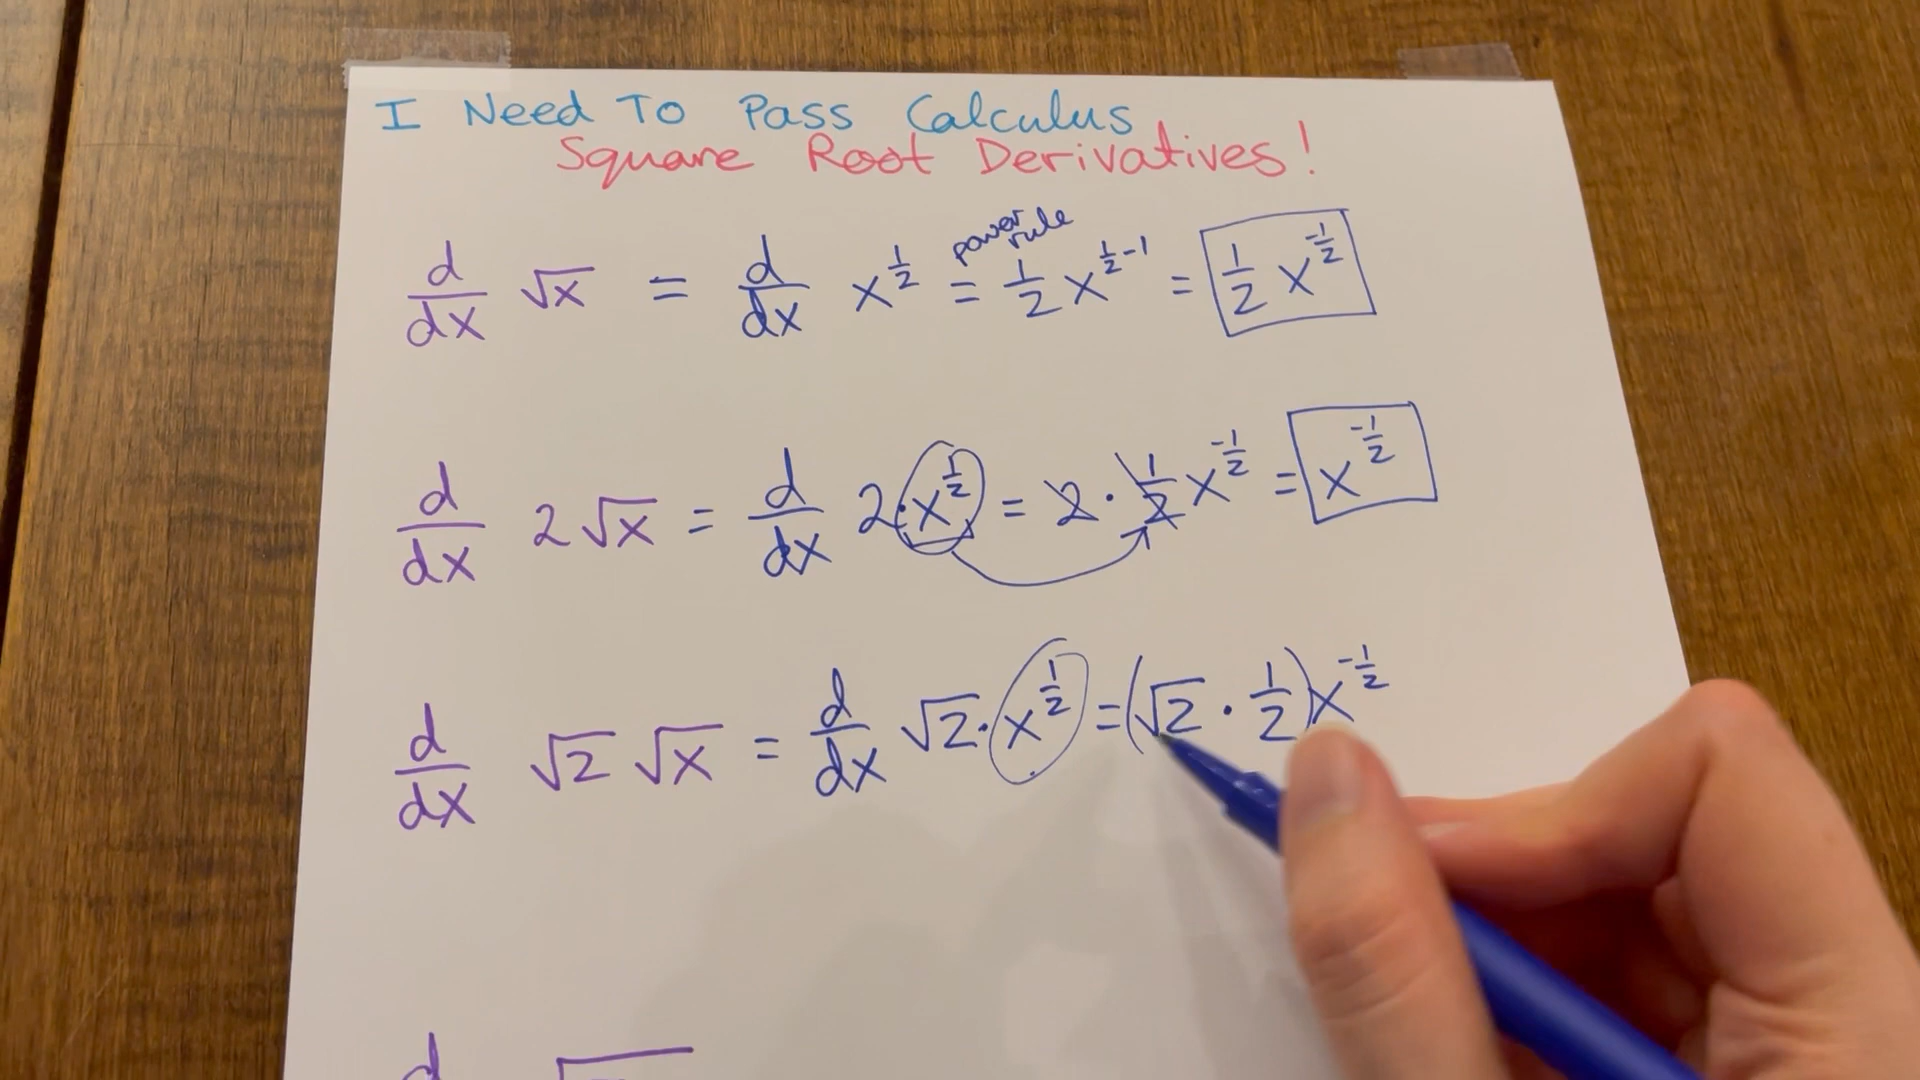 I Need To Pass Calculus
Square Root Derivatives!
d/dx √x = d/dx x^(1/2) = 1/2 x^(1/2 - 1) = 1/2 x^(-1/2)
power rule
d/dx 2√x = d/dx 2·x^(1/2) = 2 · 1/2 x^(-1/2) = x^(-1/2)
d/dx √2 √x = d/dx √2 · x^(1/2) = (√2 · 1/2) x^(-1/2)
d √